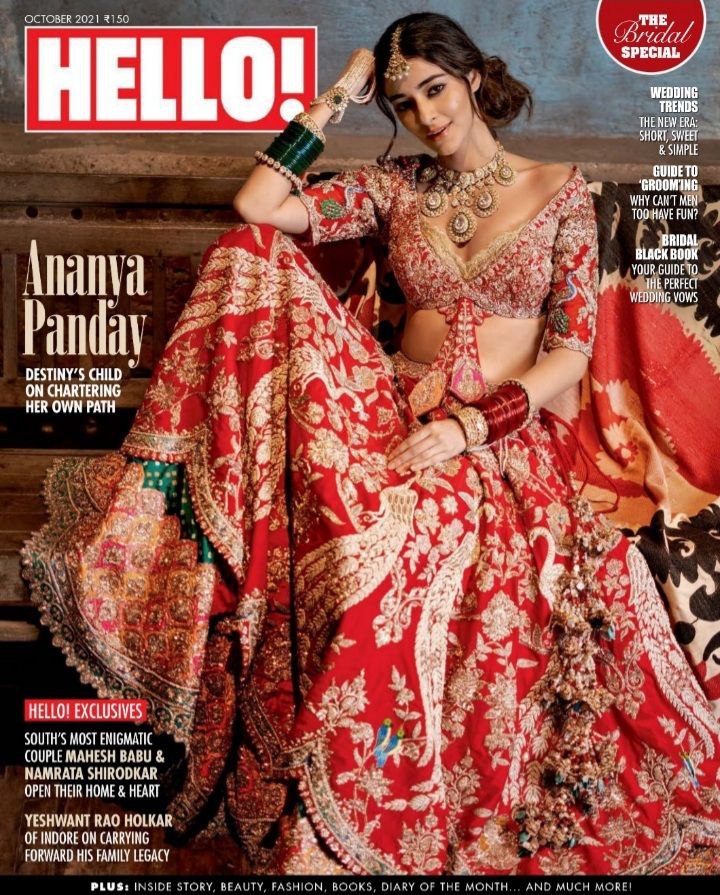 OCTOBER 2021 ₹150
HELLO!
THE
Bridal
SPECIAL
WEDDING
TRENDS
THE NEW ERA:
SHORT, SWEET
& SIMPLE
GUIDE TO
'GROOM'ING
WHY CAN'T MEN
TOO HAVE FUN?
BRIDAL
BLACK BOOK
YOUR GUIDE TO
THE PERFECT
WEDDING VOWS
Ananya
Panday
DESTINY'S CHILD
ON CHARTERING
HER OWN PATH
HELLO! EXCLUSIVES
SOUTH'S MOST ENIGMATIC
COUPLE MAHESH BABU &
NAMRATA SHIRODKAR
OPEN THEIR HOME & HEART
YESHWANT RAO HOLKAR
OF INDORE ON CARRYING
FORWARD HIS FAMILY LEGACY
PLUS: INSIDE STORY, BEAUTY, FASHION, BOOKS, DIARY OF THE MONTH... AND MUCH MORE!